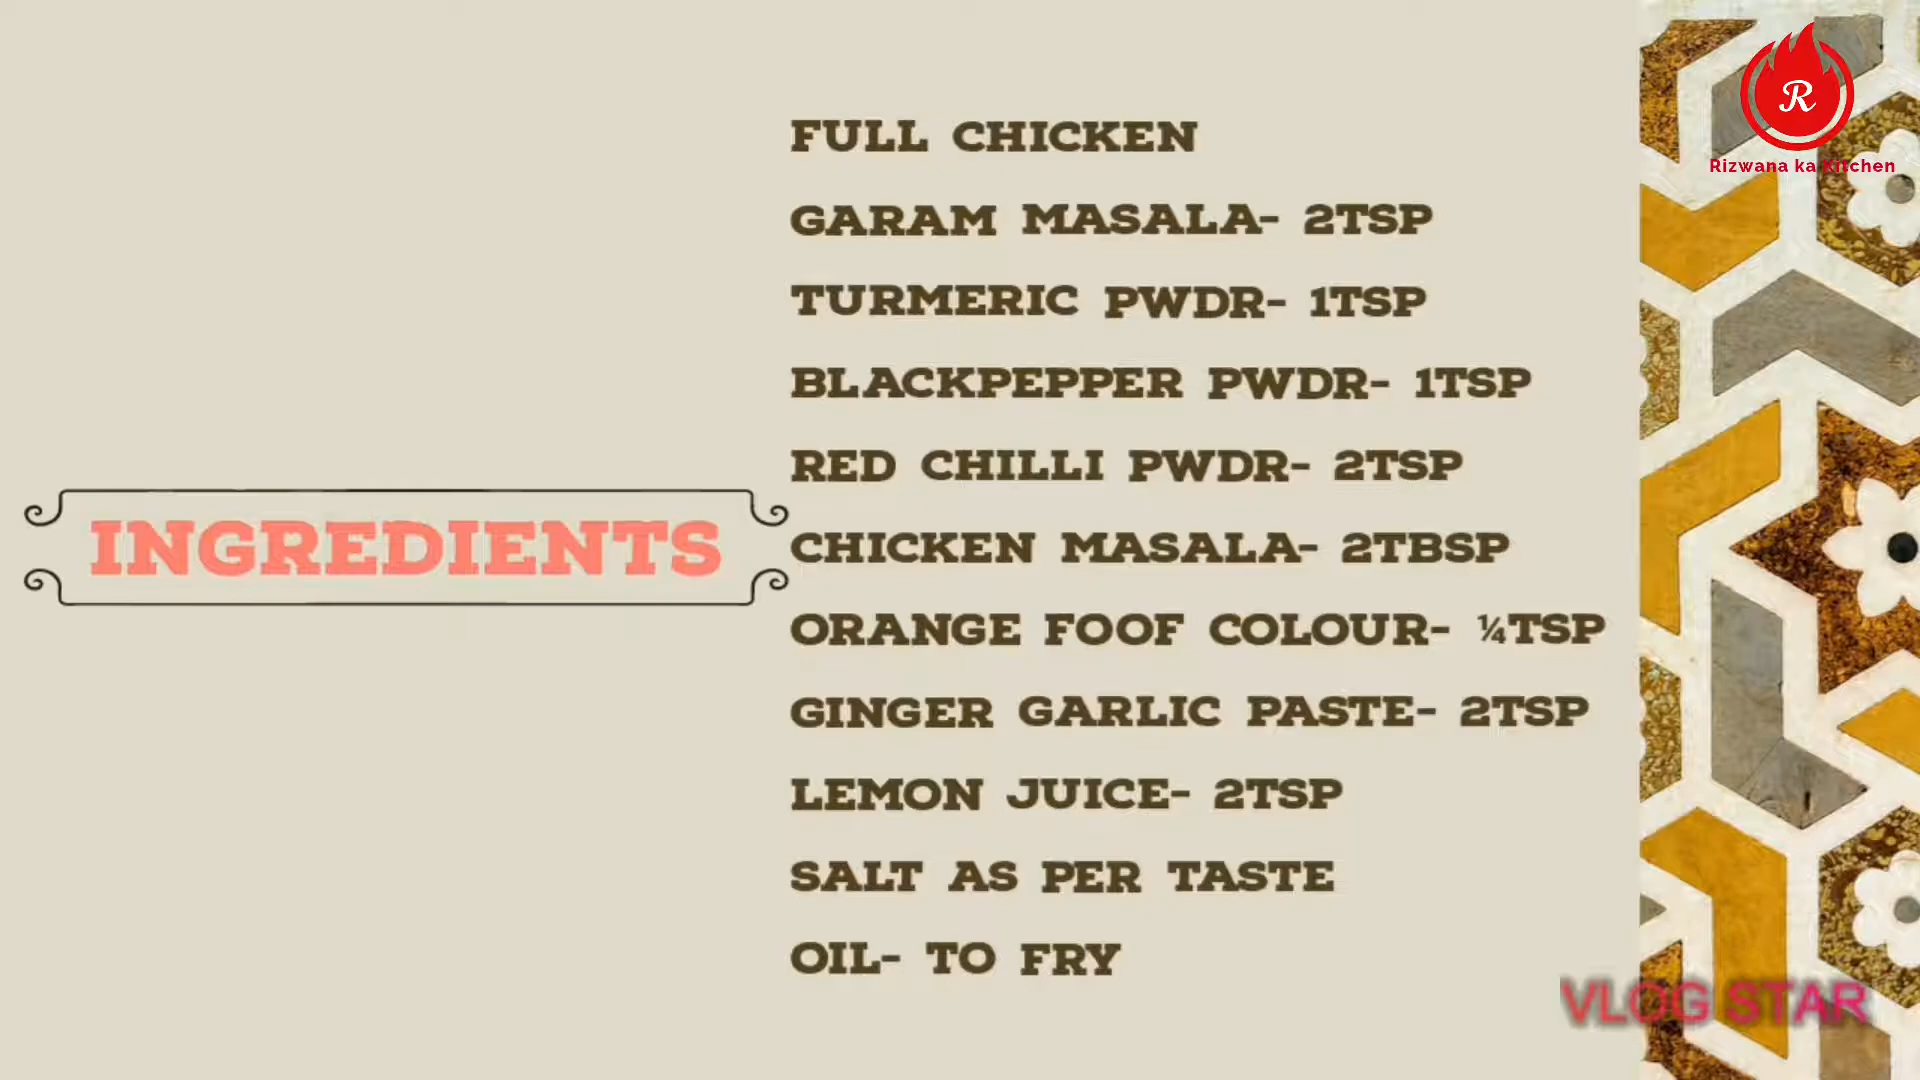 R
Rizwana ka Kitchen
INGREDIENTS
FULL CHICKEN
GARAM MASALA- 2TSP
TURMERIC PWDR- 1TSP
BLACKPEPPER PWDR- 1TSP
RED CHILLI PWDR- 2TSP
CHICKEN MASALA- 2TBSP
ORANGE FOOF COLOUR- ¼TSP
GINGER GARLIC PASTE- 2TSP
LEMON JUICE- 2TSP
SALT AS PER TASTE
OIL- TO FRY
VLOG STAR